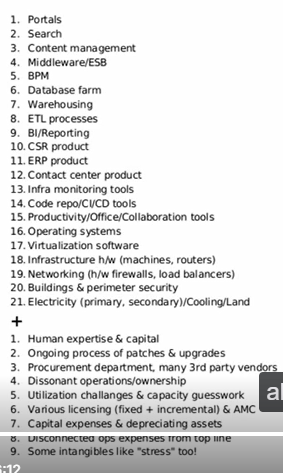 1. Portals
2. Search
3. Content management
4. Middleware/ESB
5. BPM
6. Database farm
7. Warehousing
8. ETL processes
9. BI/Reporting
10. CSR product
11. ERP product
12. Contact center product
13. Infra monitoring tools
14. Code repo/CI/CD tools
15. Productivity/Office/Collaboration tools
16. Operating systems
17. Virtualization software
18. Infrastructure h/w (machines, routers)
19. Networking (h/w firewalls, load balancers)
20. Buildings & perimeter security
21. Electricity (primary, secondary)/Cooling/Land
+
1. Human expertise & capital
2. Ongoing process of patches & upgrades
3. Procurement department, many 3rd party vendors
4. Dissonant operations/ownership
5. Utilization challanges & capacity guesswork
6. Various licensing (fixed + incremental) & AMC
7. Capital expenses & depreciating assets
8. Disconnected ops expenses from top line
9. Some intangibles like "stress" too!